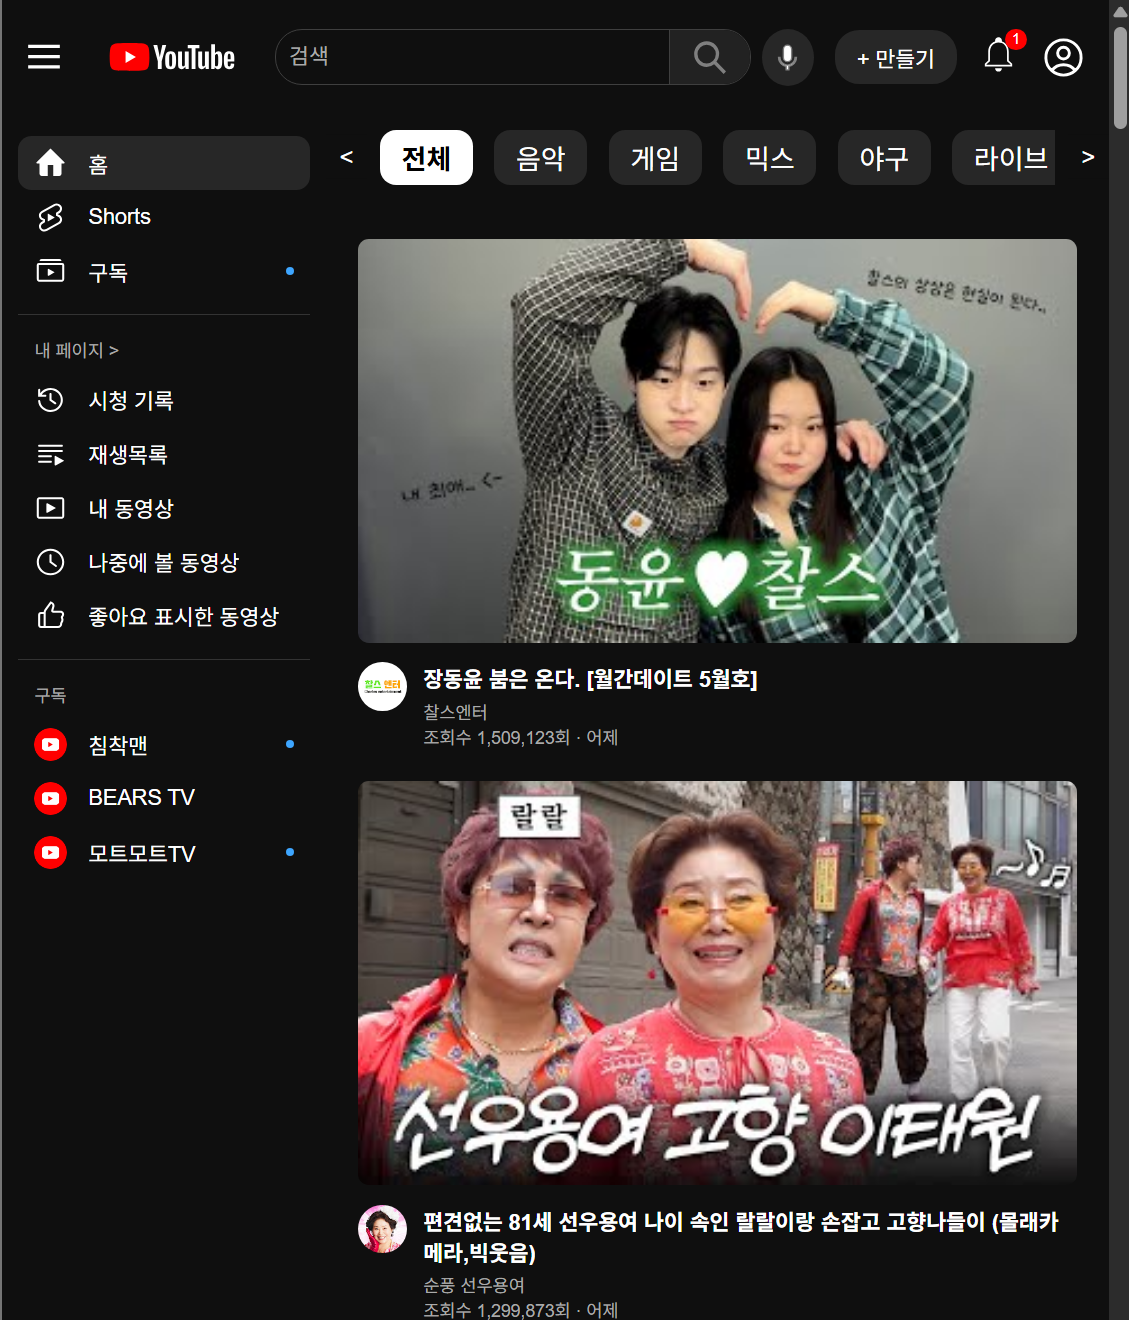 YouTube
검색
+ 만들기
1
홈
Shorts
구독
내 페이지 >
시청 기록
재생목록
내 동영상
나중에 볼 동영상
좋아요 표시한 동영상
구독
침착맨
BEARS TV
모트모트TV
<
전체
음악
게임
믹스
야구
라이브
>
찰스의 상상은 현실이 된다..
내 최애.. <-
동윤♥찰스
찰스 엔터
장동윤 붐은 온다. [월간데이트 5월호]
찰스엔터
조회수 1,509,123회 · 어제
랄랄
선우용여 고향 이태원
편견없는 81세 선우용여 나이 속인 랄랄이랑 손잡고 고향나들이 (몰래카
메라,빅웃음)
순풍 선우용여
조회수 1,299,873회 · 어제